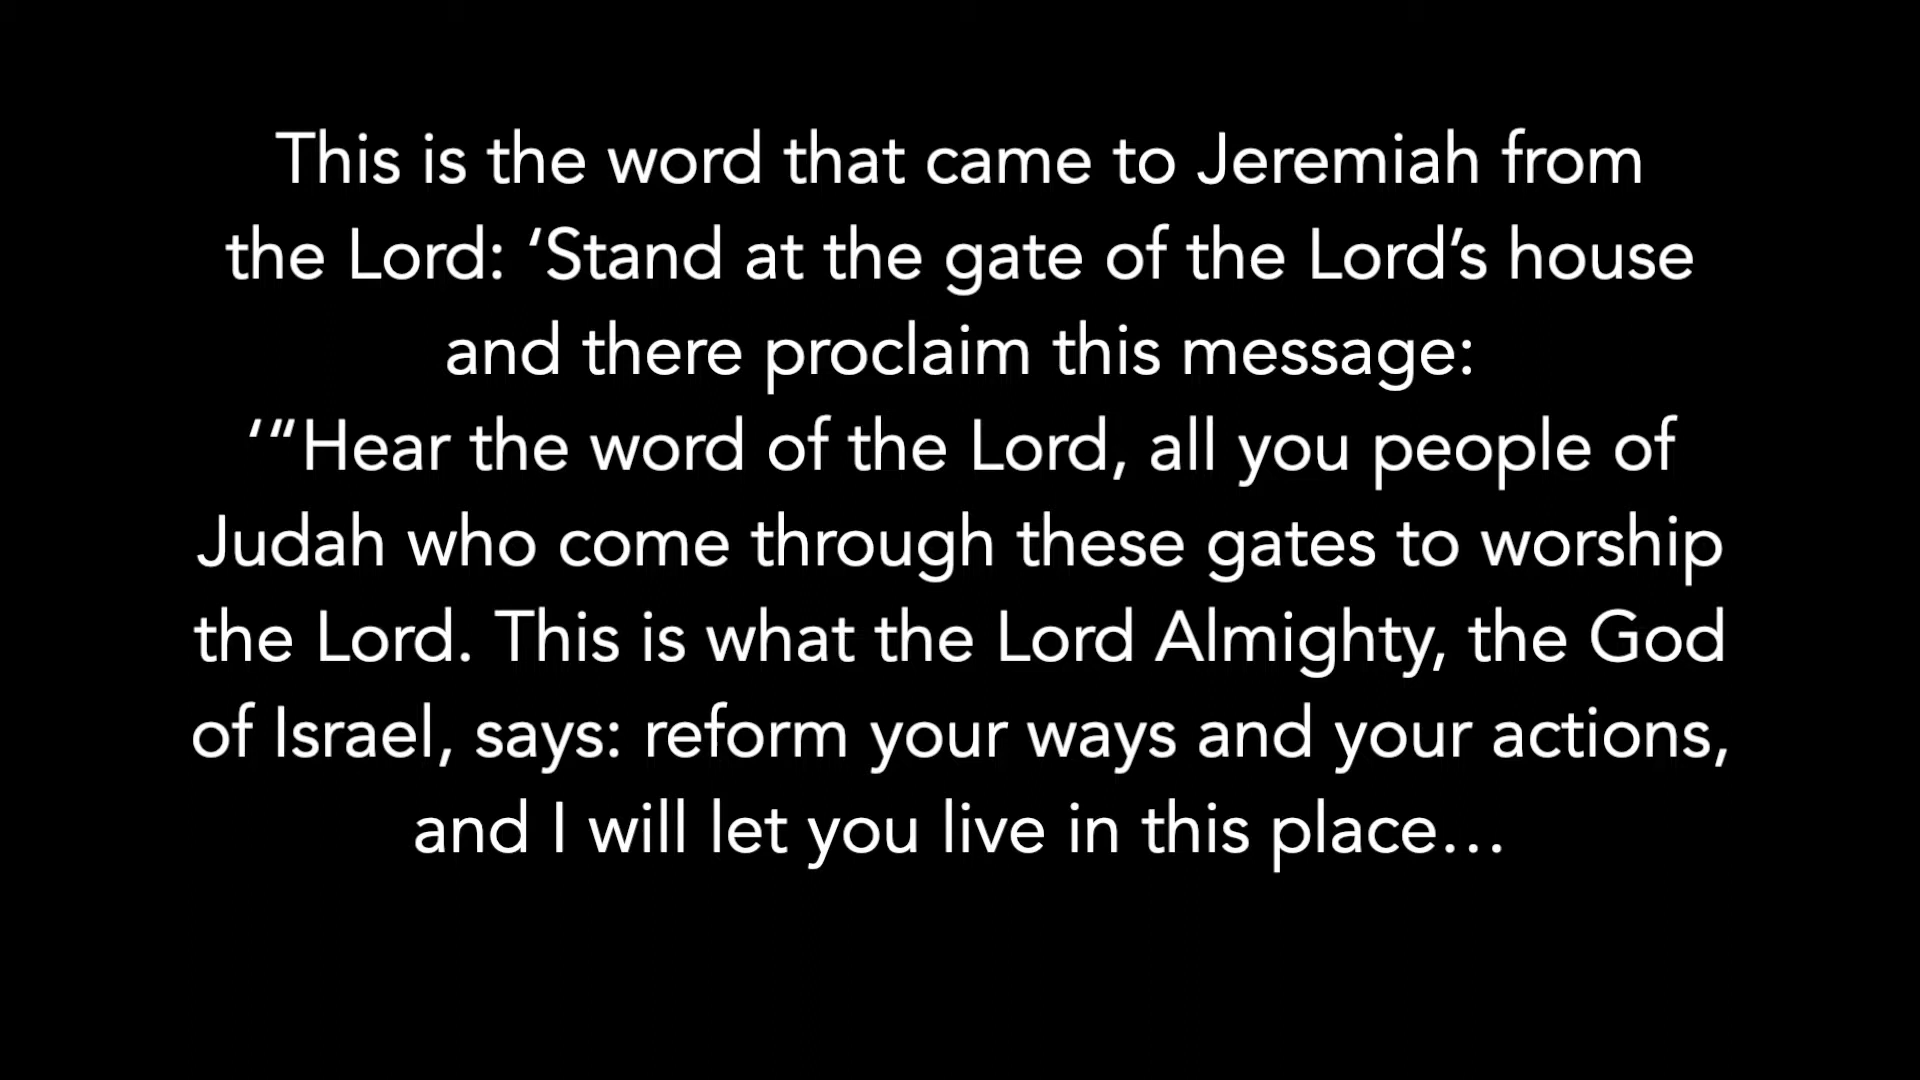 This is the word that came to Jeremiah from
the Lord: ‘Stand at the gate of the Lord’s house
and there proclaim this message:
‘“Hear the word of the Lord, all you people of
Judah who come through these gates to worship
the Lord. This is what the Lord Almighty, the God
of Israel, says: reform your ways and your actions,
and I will let you live in this place…